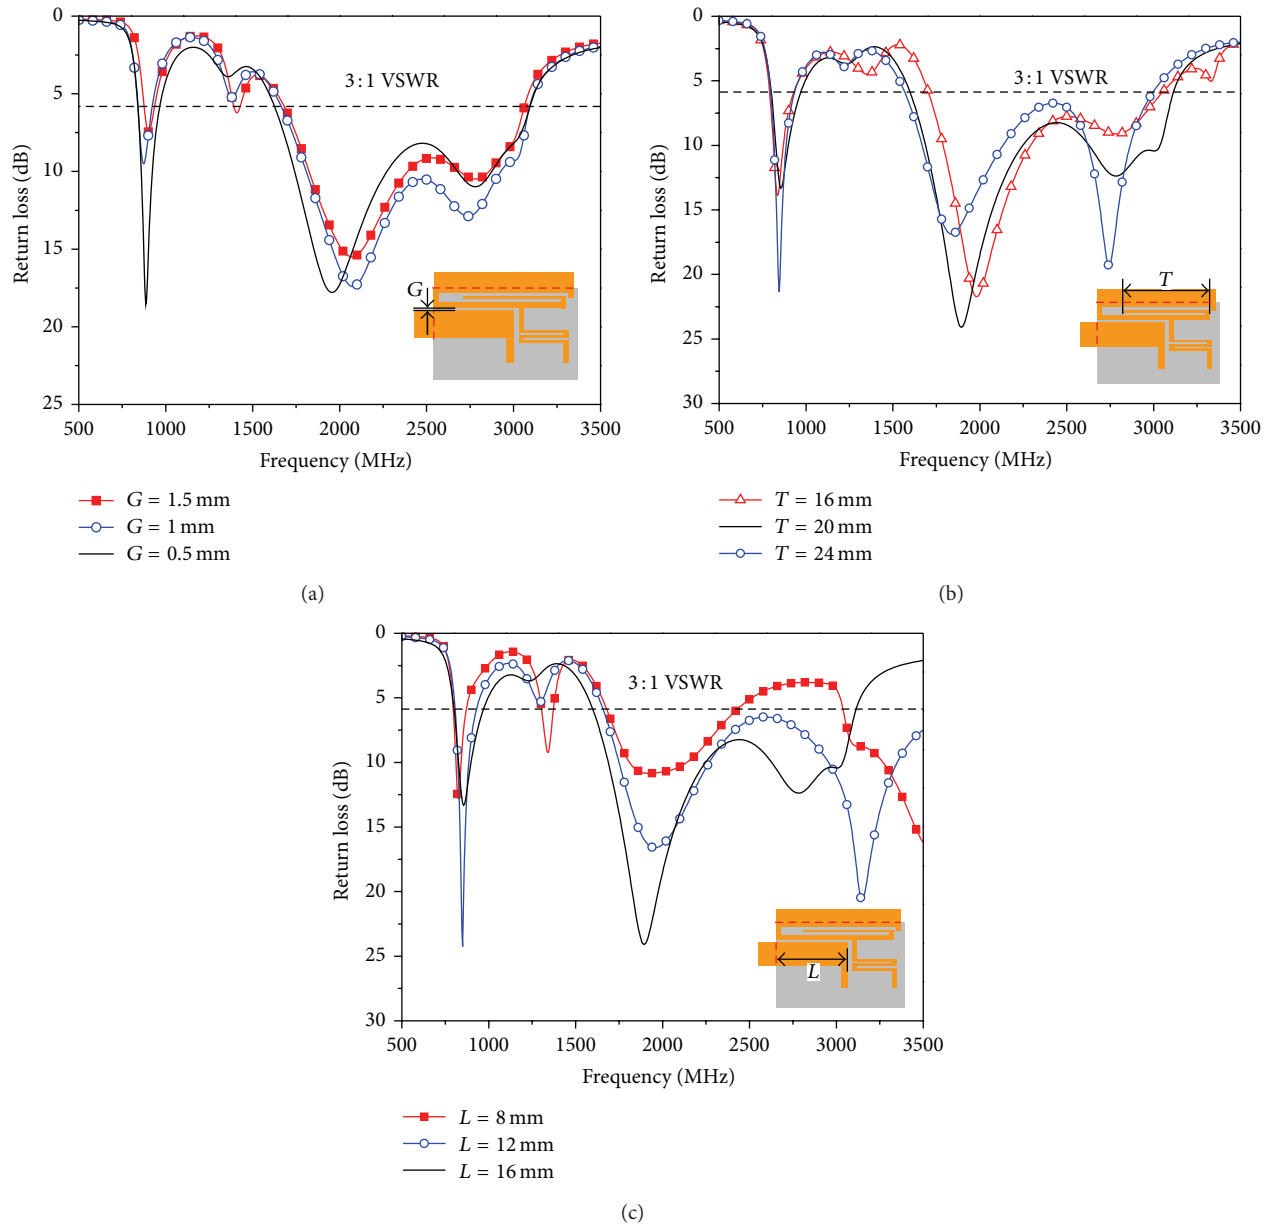 0
5
10
15
20
25
Return loss (dB)
3 : 1 VSWR
G
500 1000 1500 2000 2500 3000 3500
Frequency (MHz)
G = 1.5 mm
G = 1 mm
G = 0.5 mm
(a)
0
5
10
15
20
25
30
Return loss (dB)
3 : 1 VSWR
T
500 1000 1500 2000 2500 3000 3500
Frequency (MHz)
T = 16 mm
T = 20 mm
T = 24 mm
(b)
0
5
10
15
20
25
30
Return loss (dB)
3 : 1 VSWR
L
500 1000 1500 2000 2500 3000 3500
Frequency (MHz)
L = 8 mm
L = 12 mm
L = 16 mm
(c)